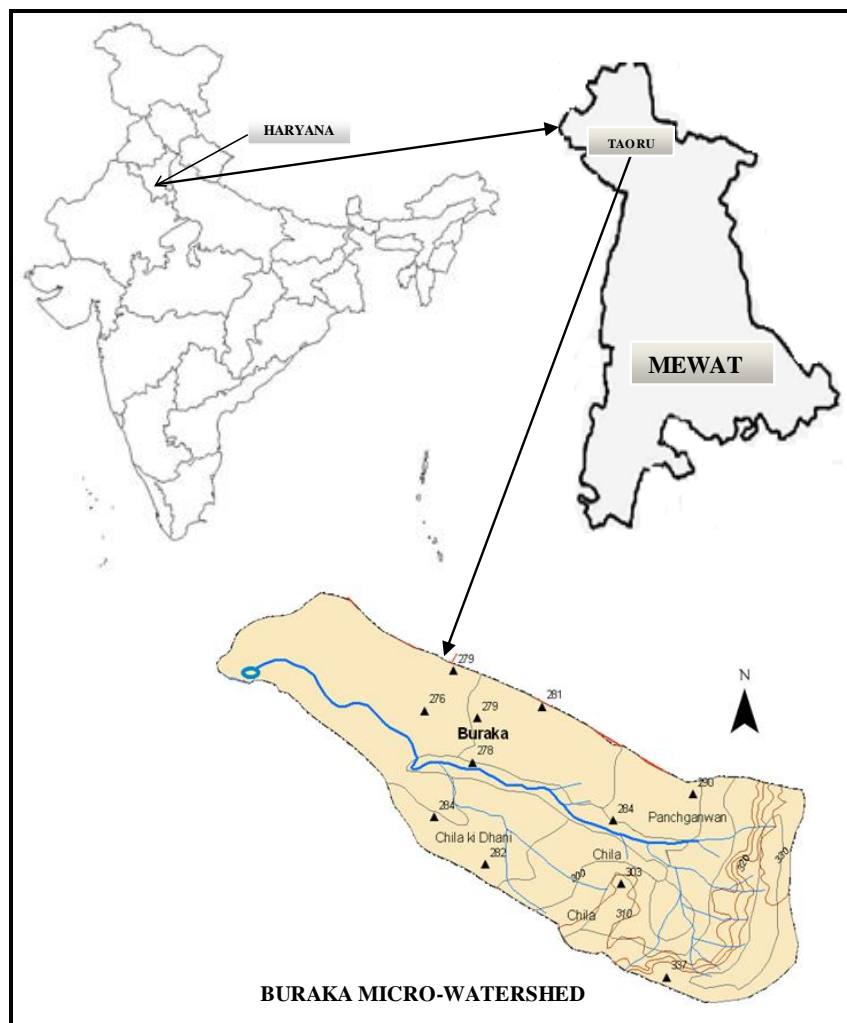 HARYANA
TAORU
MEWAT
N
279
276
279
281
Buraka
278
290
284
284
Panchganwan
Chila ki Dhani
Chila
282
300
303
320
330
Chila
310
337
BURAKA MICRO-WATERSHED